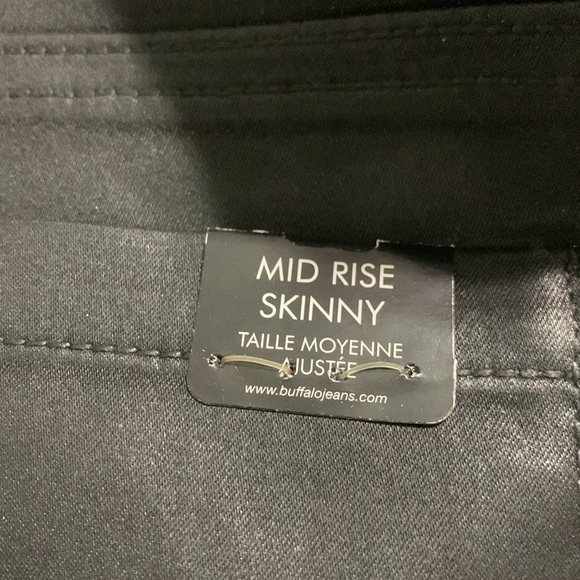 MID RISE
SKINNY
TAILLE MOYENNE
AJUSTÉE
www.buffalojeans.com